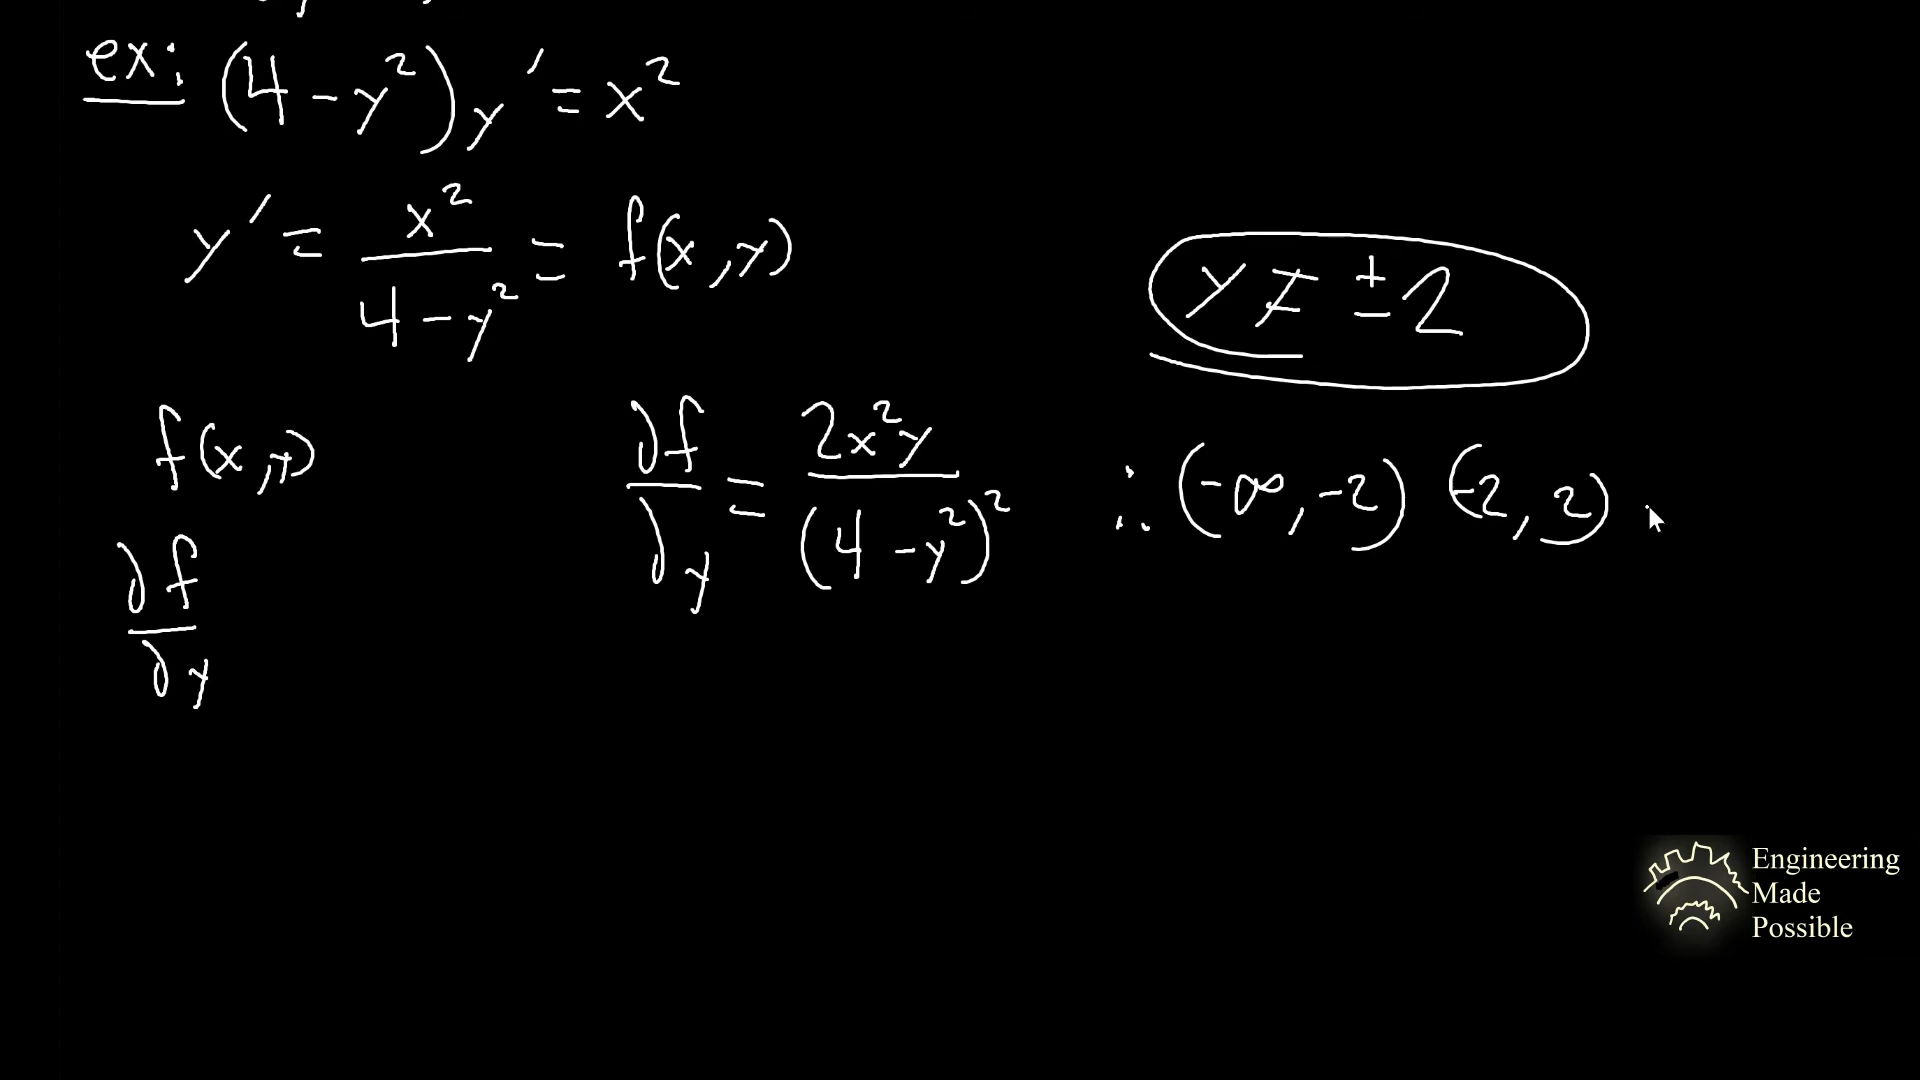 ex: (4 - y²) y' = x²
y' = x² / (4 - y²) = f(x, y)
y ≠ ±2
f(x, y)
∂f/∂y = 2x²y / (4 - y²)²
∴ (-∞, -2) (-2, 2)
∂f/∂y
Engineering
Made
Possible